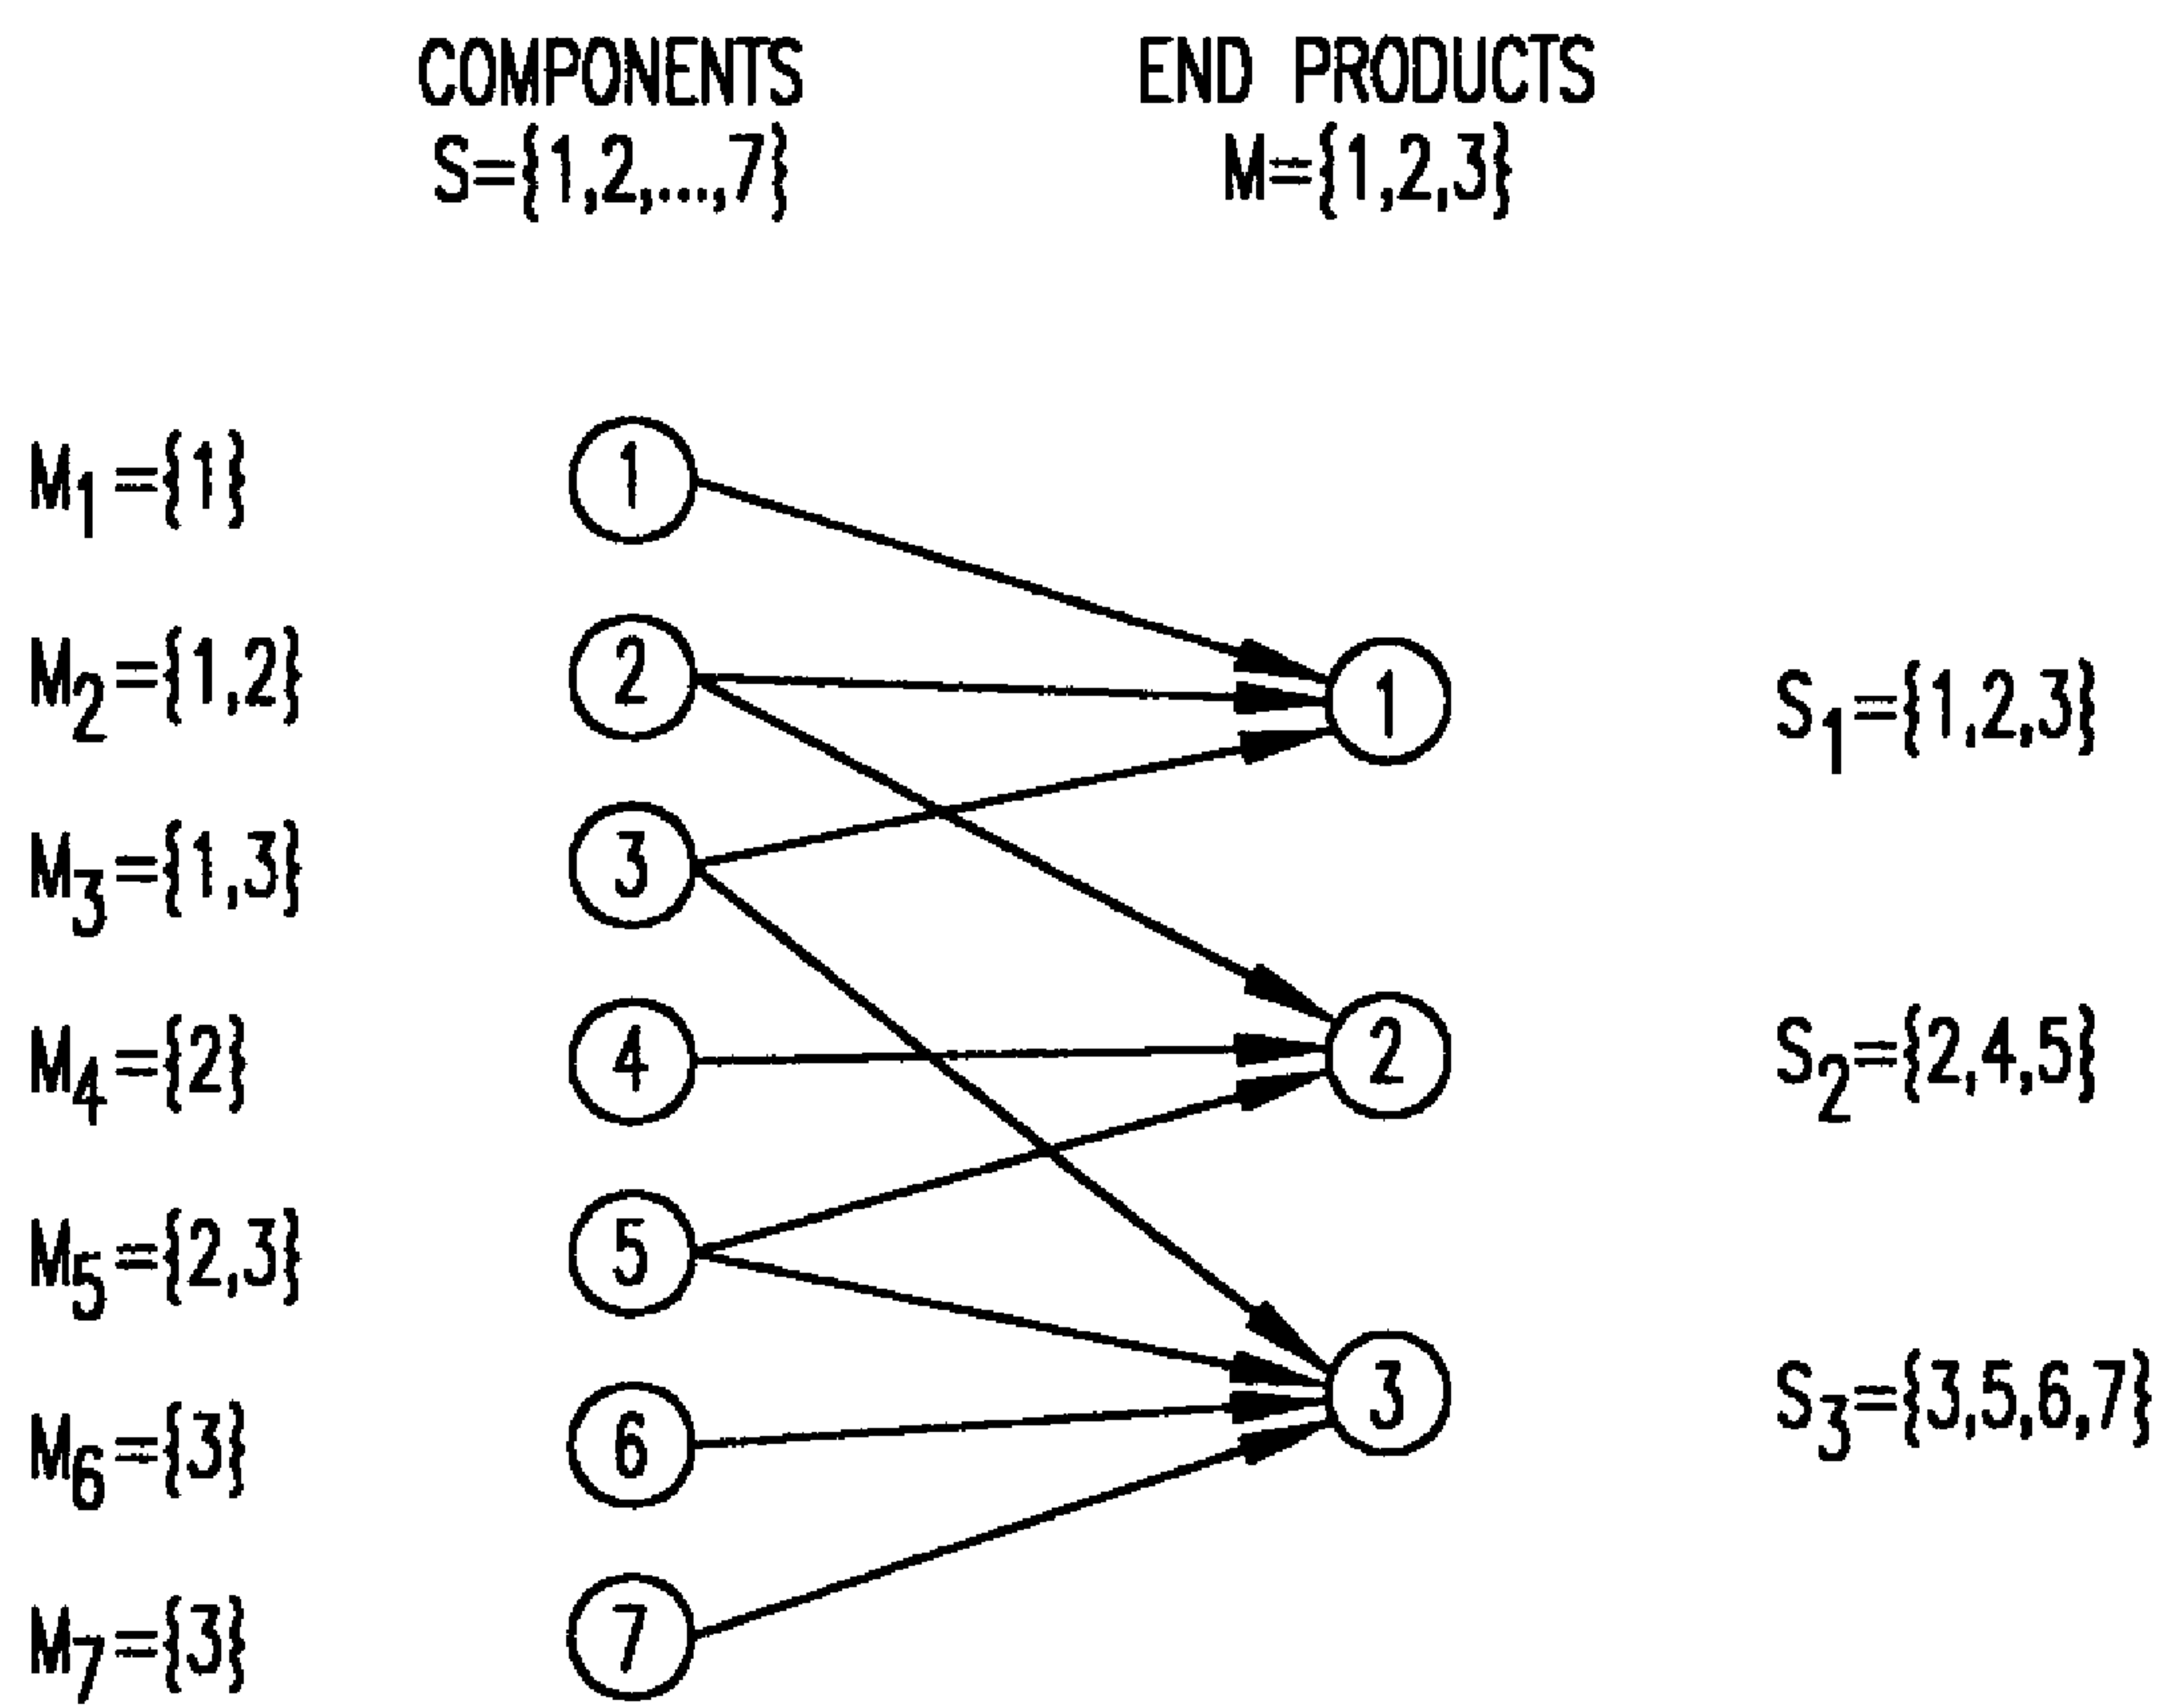 COMPONENTS
S={1,2,...,7}
END PRODUCTS
M={1,2,3}
M1={1}
1
M2={1,2}
2
1
S1={1,2,3}
M3={1,3}
3
M4={2}
4
2
S2={2,4,5}
M5={2,3}
5
3
S3={3,5,6,7}
M6={3}
6
M7={3}
7